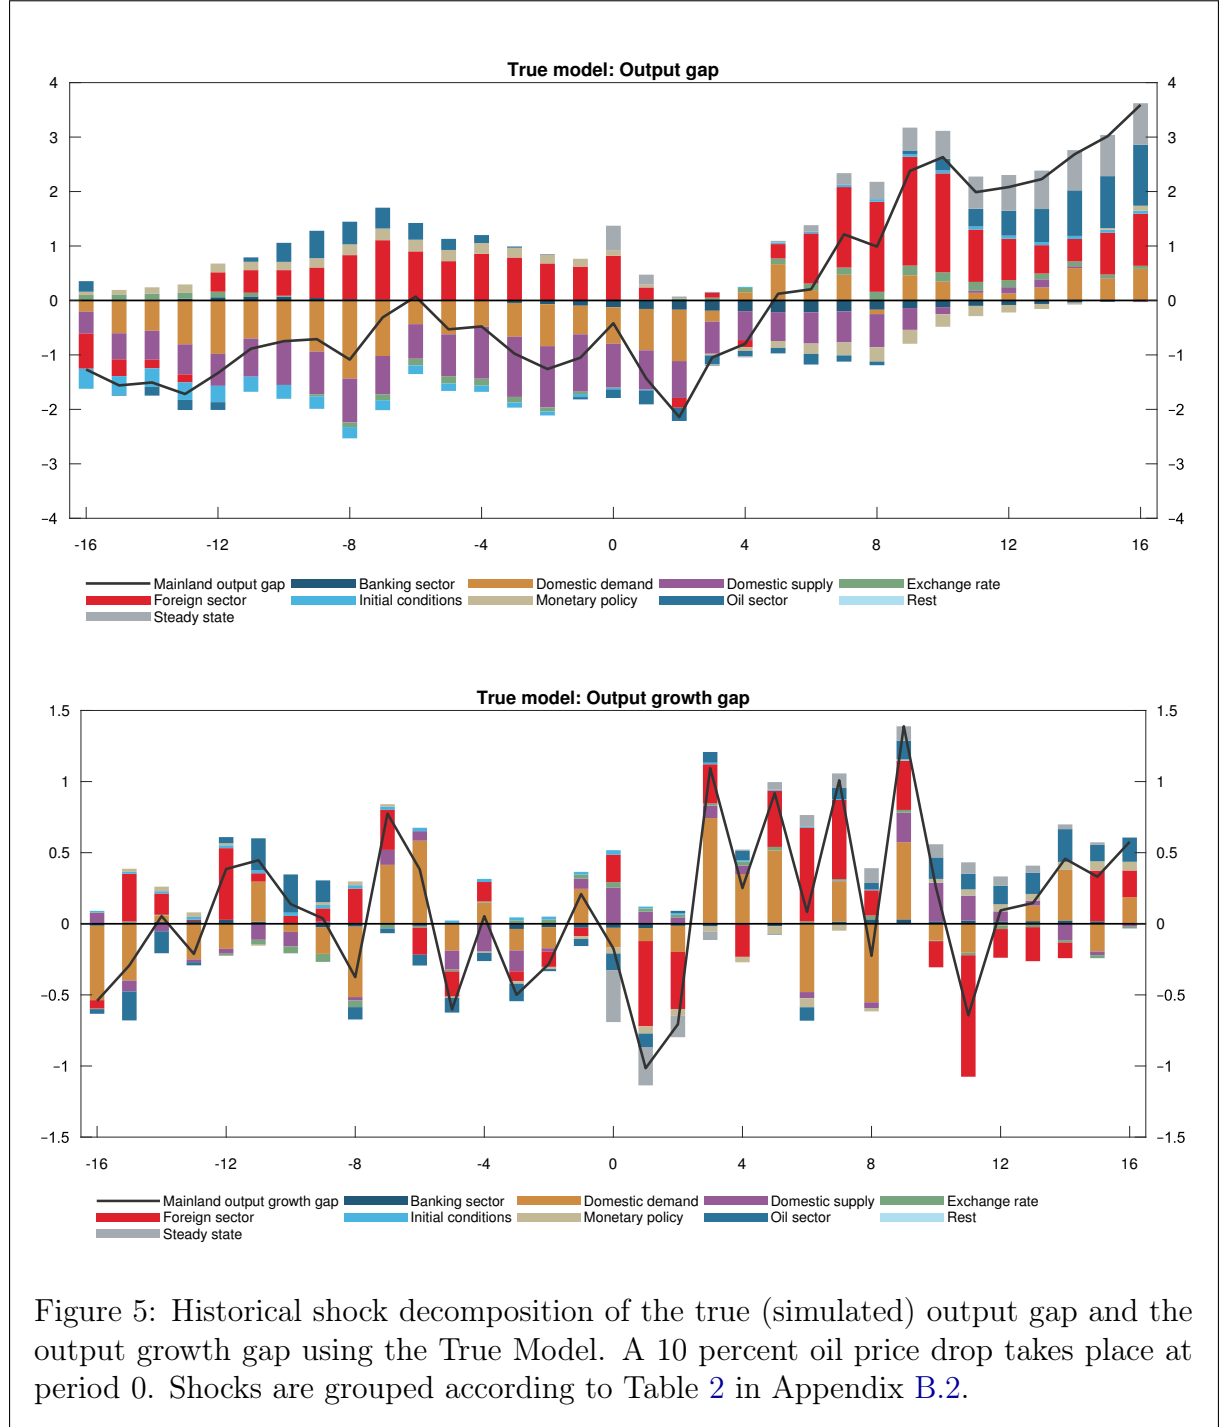 True model: Output gap
4 4
3 3
2 2
1 1
0 0
−1 −1
−2 −2
−3 −3
−4 −4
-16 -12 -8 -4 0 4 8 12 16
Mainland output gap Banking sector Domestic demand Domestic supply Exchange rate
Foreign sector Initial conditions Monetary policy Oil sector Rest
Steady state
True model: Output growth gap
1.5 1.5
1 1
0.5 0.5
0 0
−0.5 −0.5
−1 −1
−1.5 −1.5
-16 -12 -8 -4 0 4 8 12 16
Mainland output growth gap Banking sector Domestic demand Domestic supply Exchange rate
Foreign sector Initial conditions Monetary policy Oil sector Rest
Steady state
Figure 5: Historical shock decomposition of the true (simulated) output gap and the
output growth gap using the True Model. A 10 percent oil price drop takes place at
period 0. Shocks are grouped according to Table 2 in Appendix B.2.